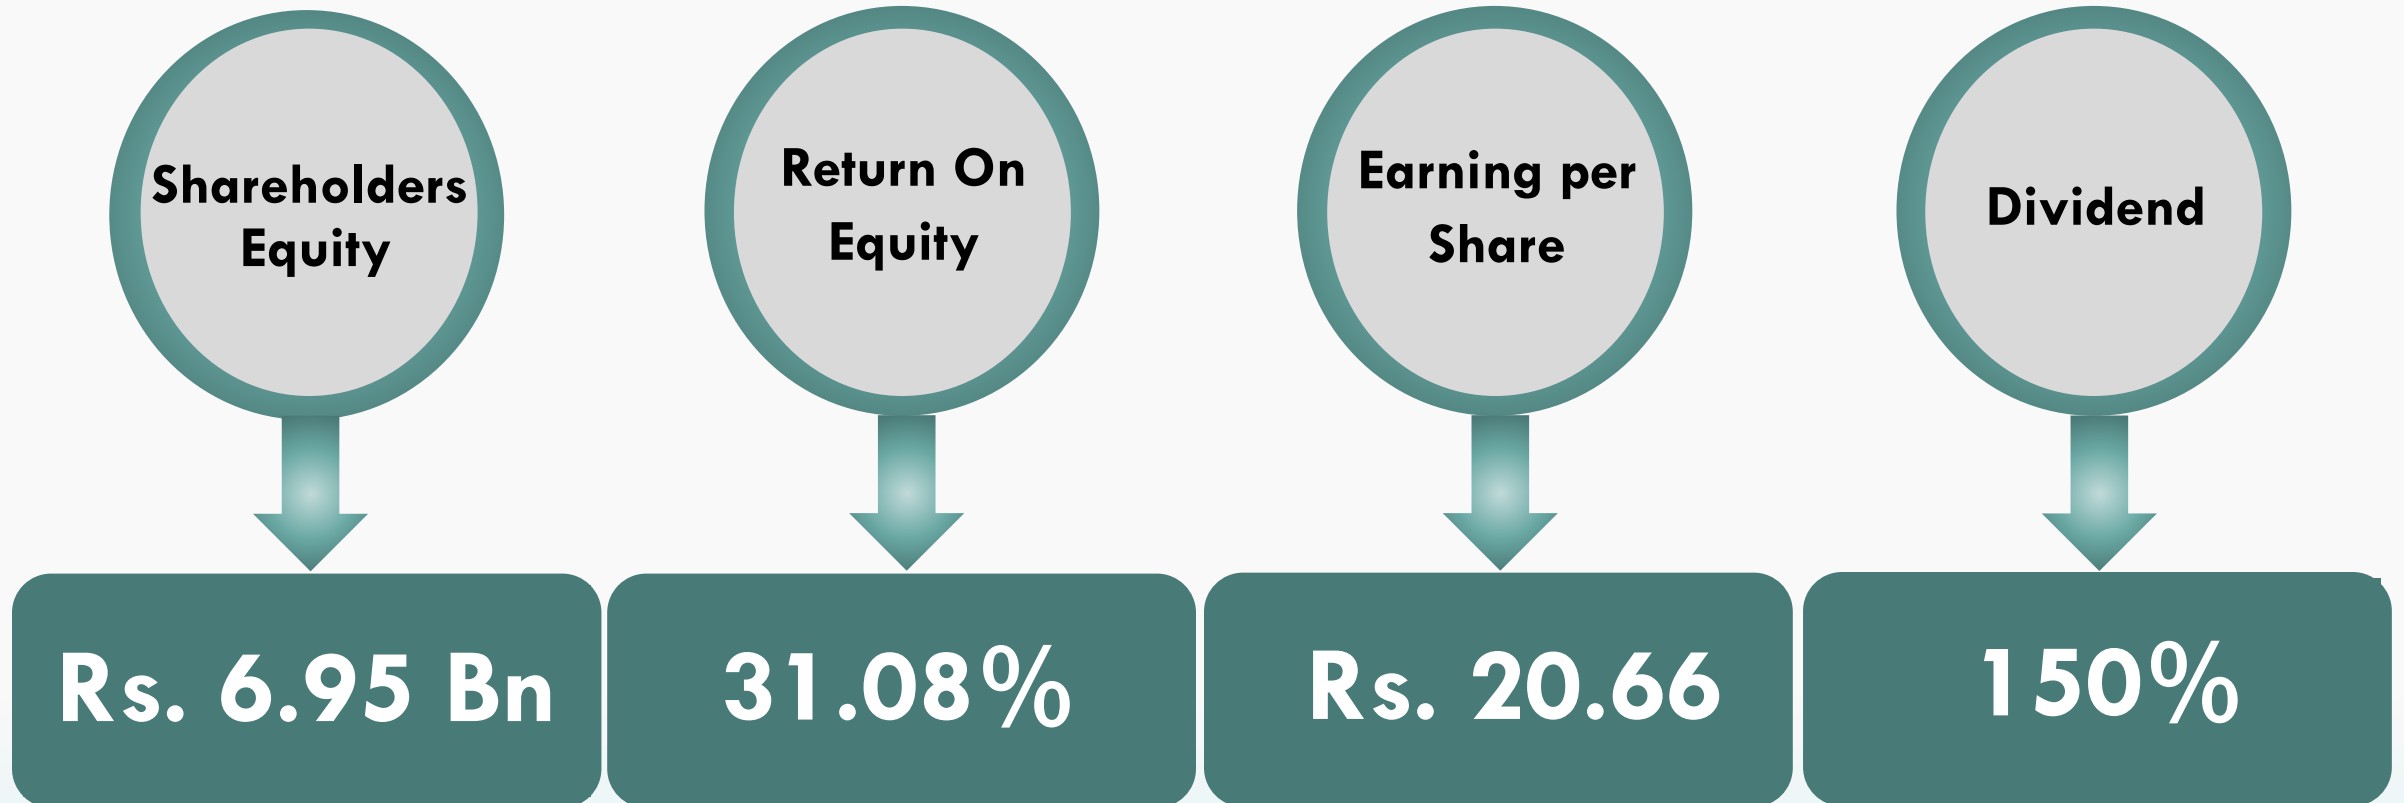 Shareholders
Equity
Return On
Equity
Earning per
Share
Dividend
Rs. 6.95 Bn
31.08%
Rs. 20.66
150%